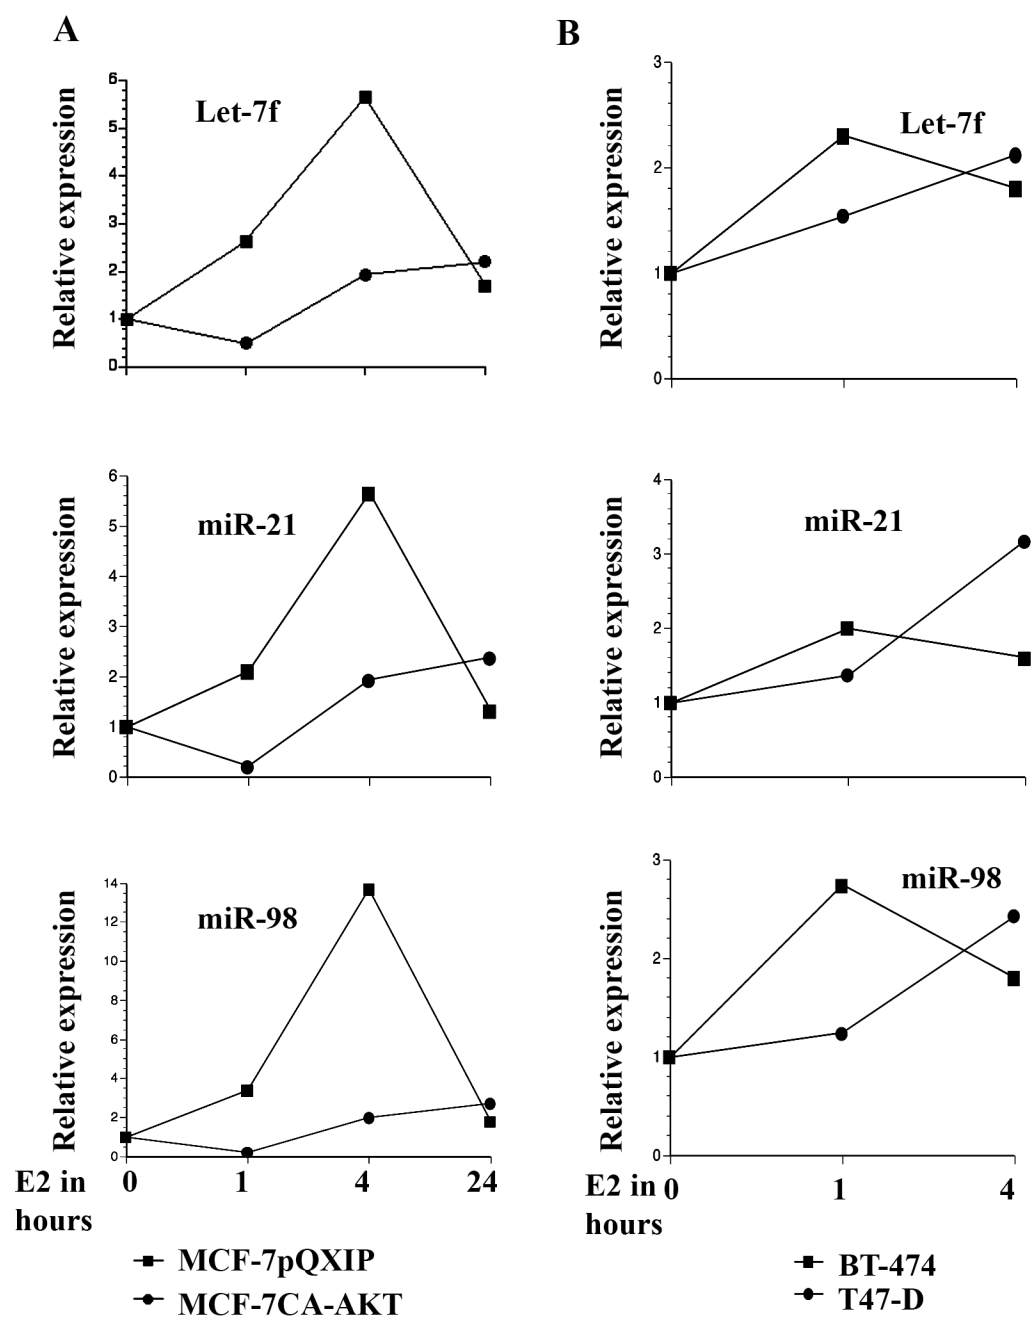 A
B
Relative expression
6
5
4
3
2
1
0
Let-7f
Relative expression
3
2
1
0
Let-7f
Relative expression
6
5
4
3
2
1
0
miR-21
Relative expression
4
3
2
1
0
miR-21
Relative expression
14
12
10
8
6
4
2
0
miR-98
Relative expression
3
2
1
0
miR-98
E2 in
hours
0 1 4 24
E2 in
hours
0 1 4
MCF-7pQXIP
MCF-7CA-AKT
BT-474
T47-D